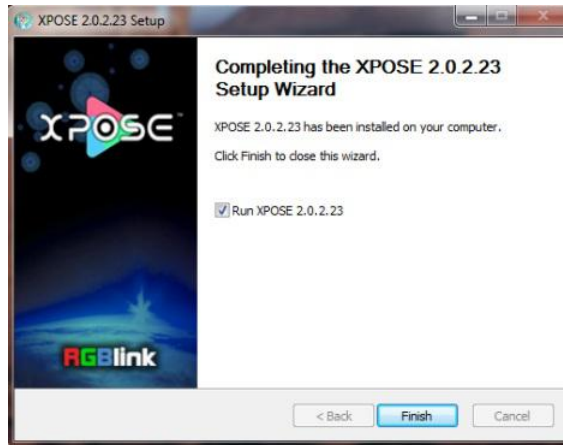 XPOSE 2.0.2.23 Setup
XPOSE™
Completing the XPOSE 2.0.2.23
Setup Wizard
XPOSE 2.0.2.23 has been installed on your computer.
Click Finish to close this wizard.
Run XPOSE 2.0.2.23
RGBlink
< Back
Finish
Cancel